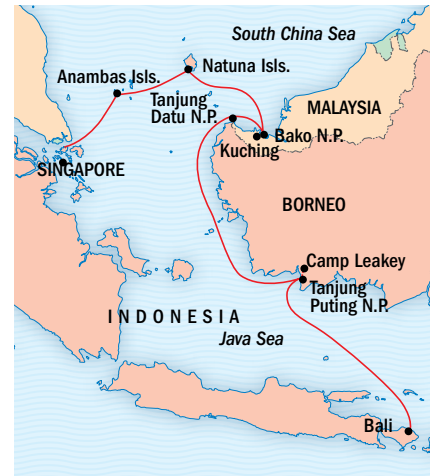 South China Sea
Natuna Isls.
Anambas Isls.
Tanjung
Datu N.P.
MALAYSIA
Bako N.P.
Kuching
SINGAPORE
BORNEO
Camp Leakey
Tanjung
Puting N.P.
INDONESIA
Java Sea
Bali